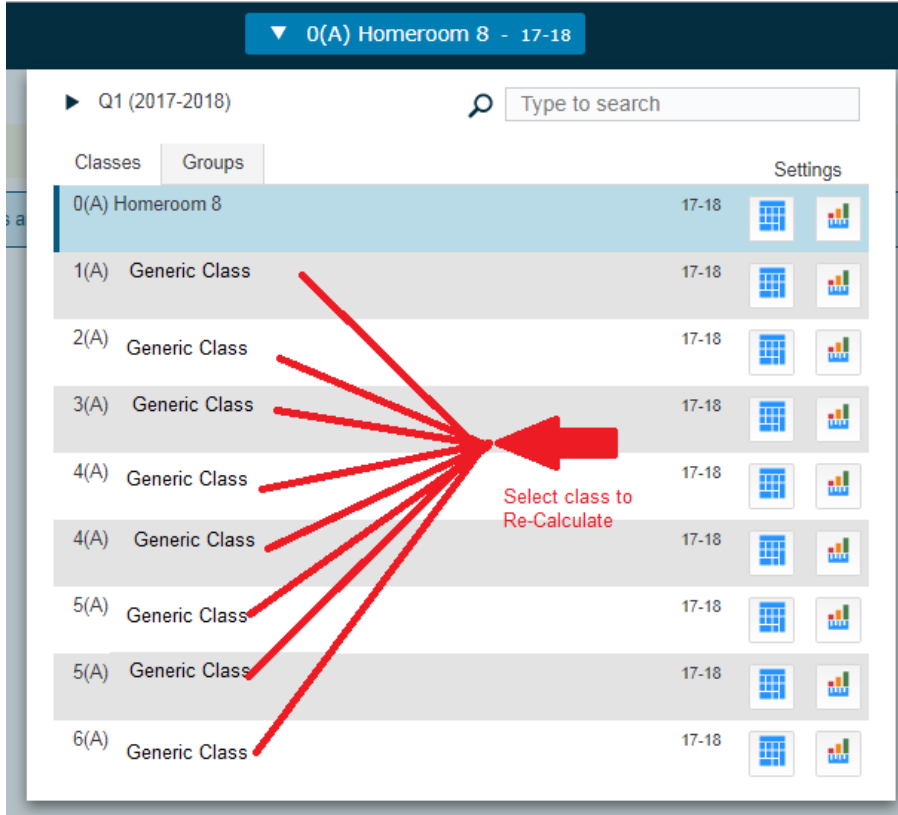 ▼ 0(A) Homeroom 8 - 17-18
► Q1 (2017-2018) Type to search
Classes Groups Settings
0(A) Homeroom 8 17-18
s a
1(A) Generic Class 17-18
2(A) Generic Class 17-18
3(A) Generic Class 17-18
4(A) Generic Class 17-18
Select class to
Re-Calculate
4(A) Generic Class 17-18
5(A) Generic Class 17-18
5(A) Generic Class 17-18
6(A) Generic Class 17-18